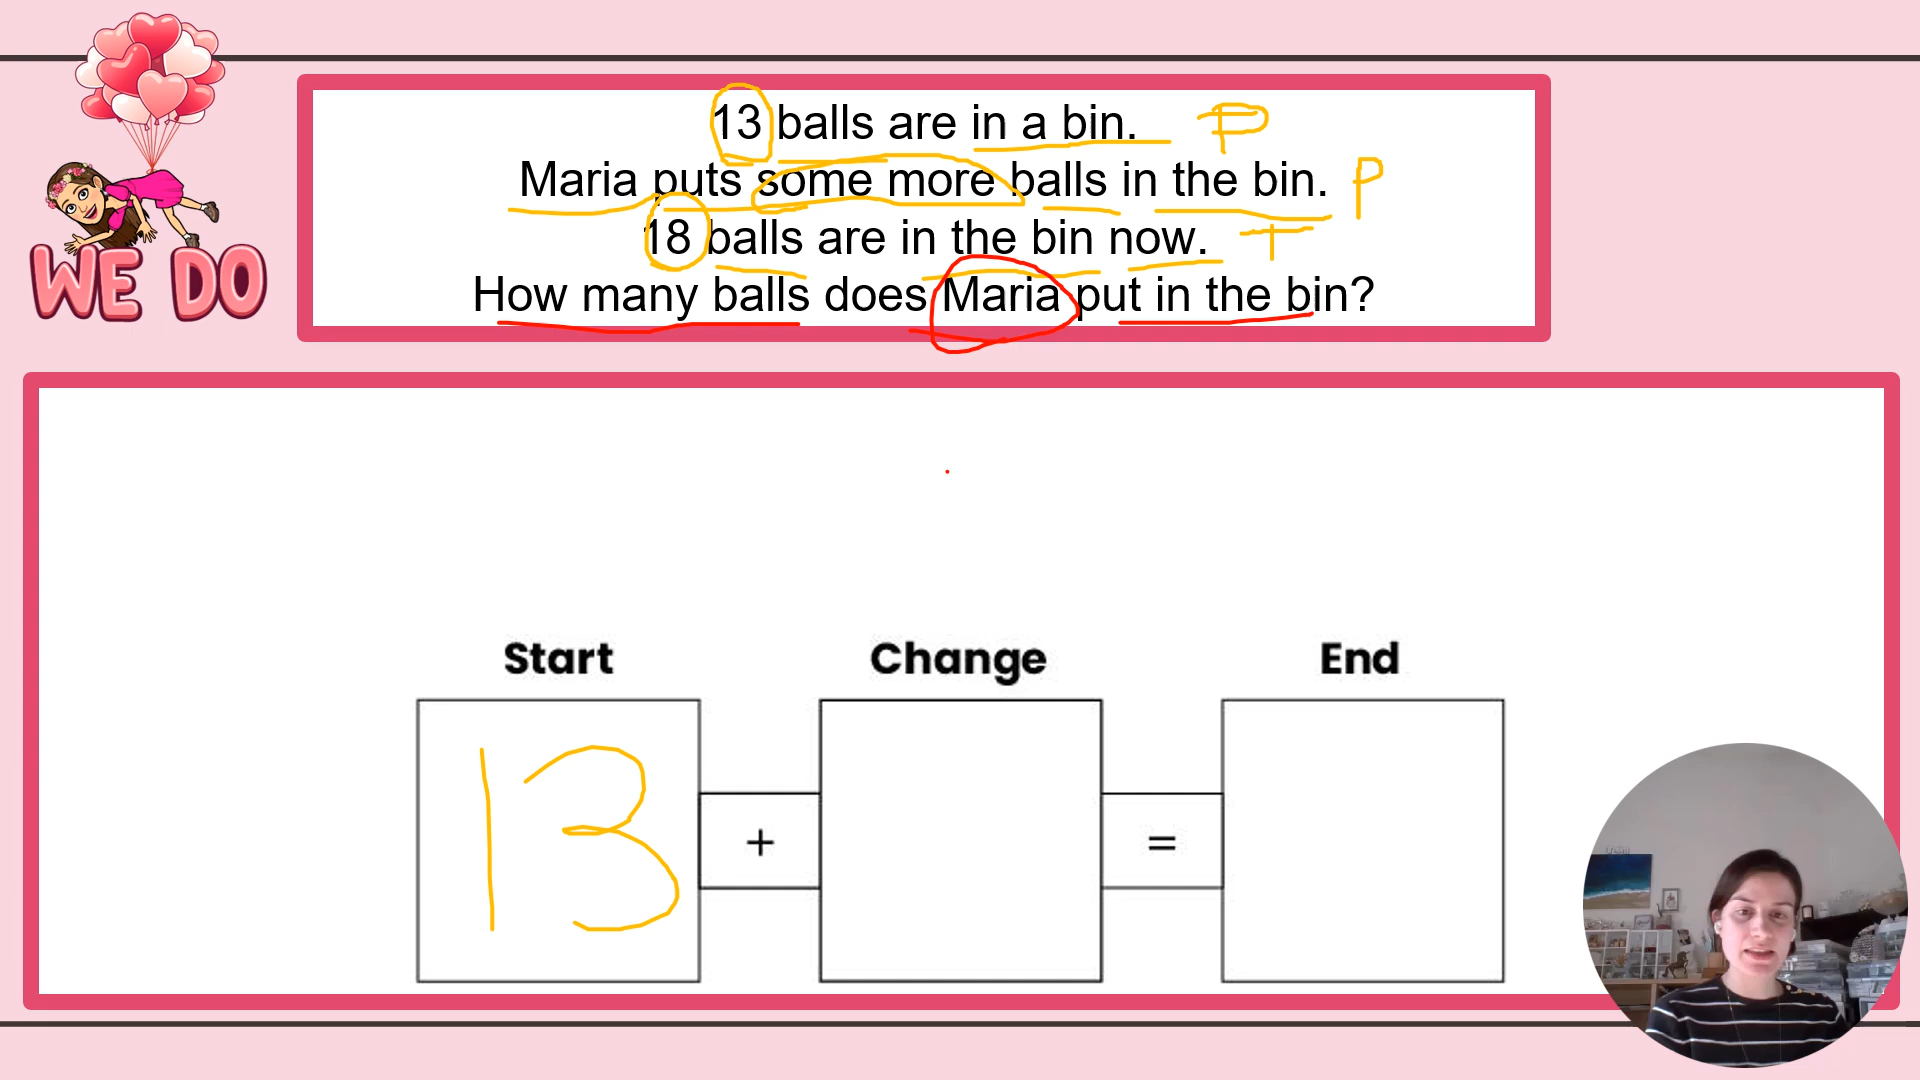 13 balls are in a bin. P
Maria puts some more balls in the bin. P
18 balls are in the bin now. T
How many balls does Maria put in the bin?
WE DO
Start Change End
13 + =